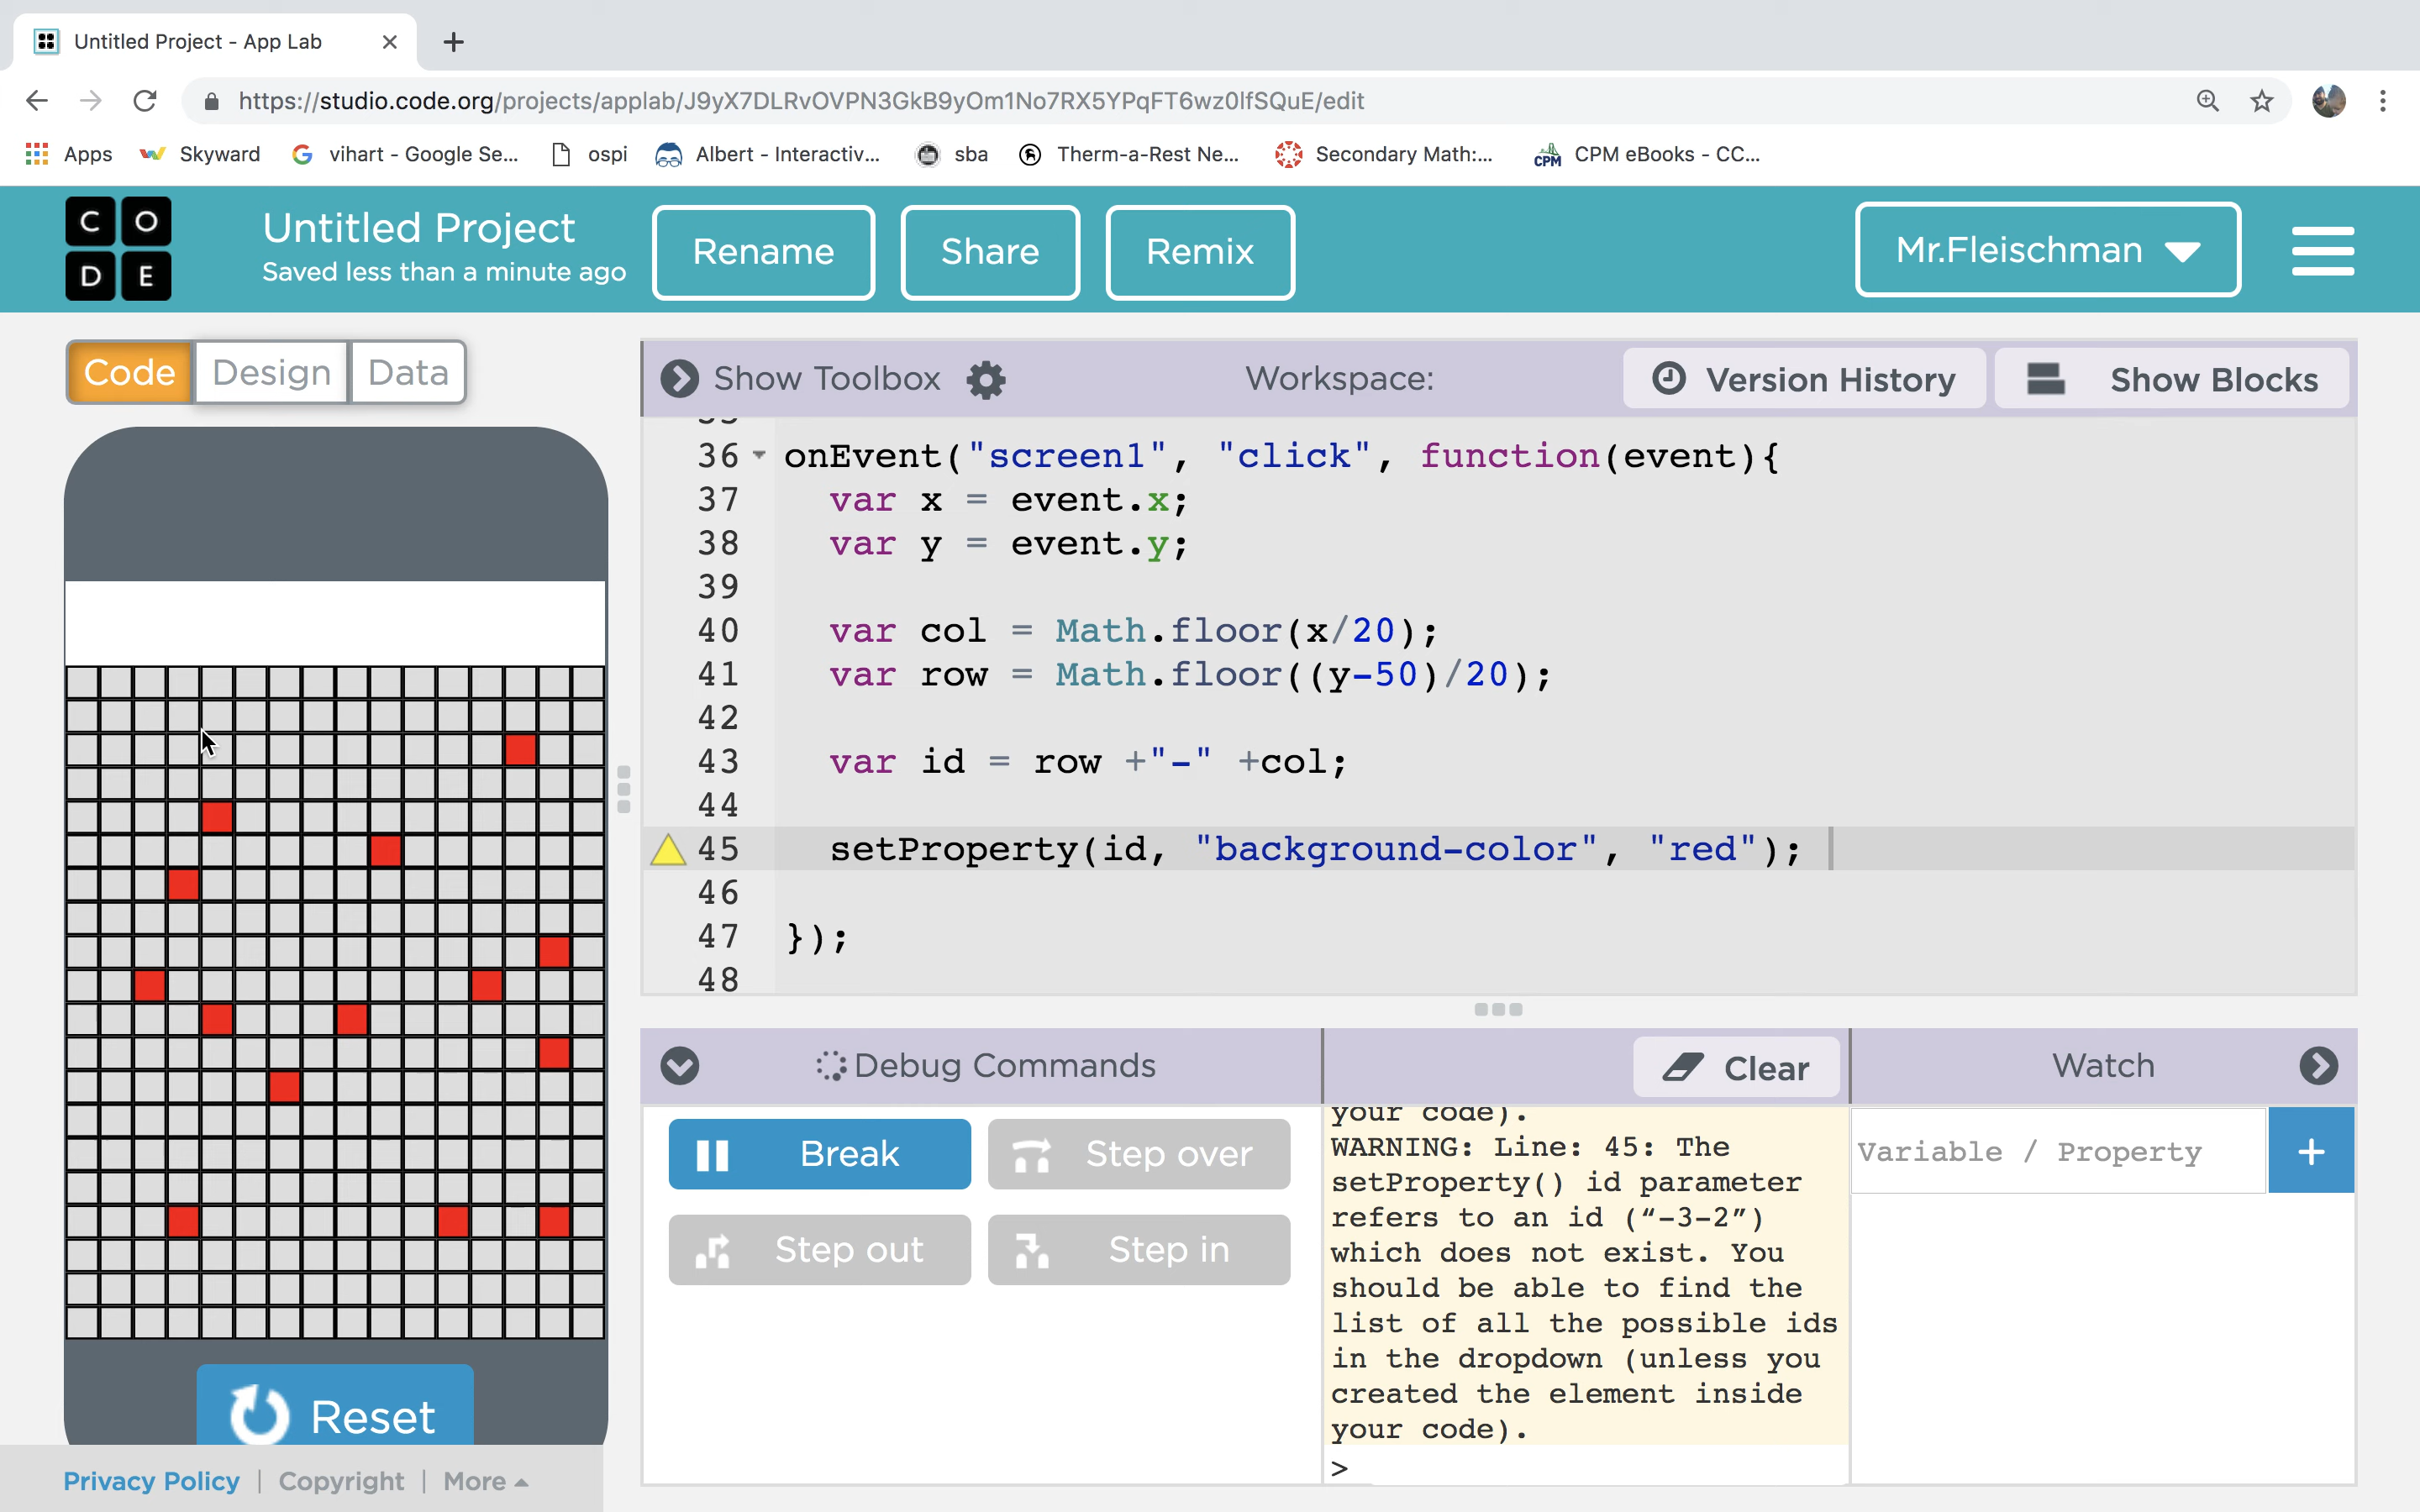 Untitled Project - App Lab
https://studio.code.org/projects/applab/J9yX7DLRvOVPN3GkB9yOm1No7RX5YPqFT6wz0lfSQuE/edit
Apps Skyward vihart - Google Se... ospi Albert - Interactiv... sba Therm-a-Rest Ne... Secondary Math:... CPM CPM eBooks - CC...
C O
D E
Untitled Project
Saved less than a minute ago
Rename Share Remix
Mr.Fleischman
Code Design Data
Show Toolbox Workspace: Version History Show Blocks
36 onEvent("screen1", "click", function(event){
37 var x = event.x;
38 var y = event.y;
39
40 var col = Math.floor(x/20);
41 var row = Math.floor((y-50)/20);
42
43 var id = row +"-" +col;
44
45 setProperty(id, "background-color", "red");
46
47 });
48
Debug Commands Clear Watch
Break Step over
Step out Step in
your code).
WARNING: Line: 45: The
setProperty() id parameter
refers to an id (“-3-2”)
which does not exist. You
should be able to find the
list of all the possible ids
in the dropdown (unless you
created the element inside
your code).
>
Variable / Property +
Reset
Privacy Policy | Copyright | More